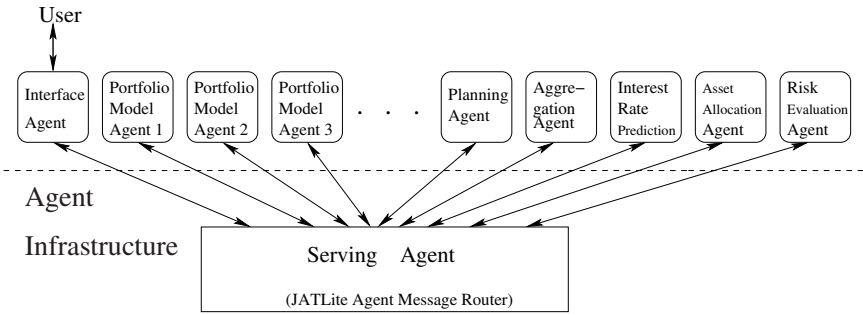 User
Interface
Agent
Portfolio
Model
Agent 1
Portfolio
Model
Agent 2
Portfolio
Model
Agent 3
. . . .
Planning
Agent
Aggre-
gation
Agent
Interest
Rate
Prediction
Asset
Allocation
Agent
Risk
Evaluation
Agent
Agent
Infrastructure
Serving Agent
(JATLite Agent Message Router)